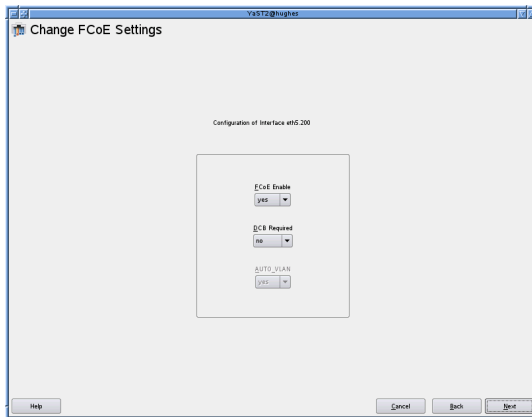 YaST2@hughes
Change FCoE Settings
Configuration of Interface eth5.200
FCoE Enable
yes
DCB Required
no
AUTO_VLAN
yes
Help
Cancel
Back
Next